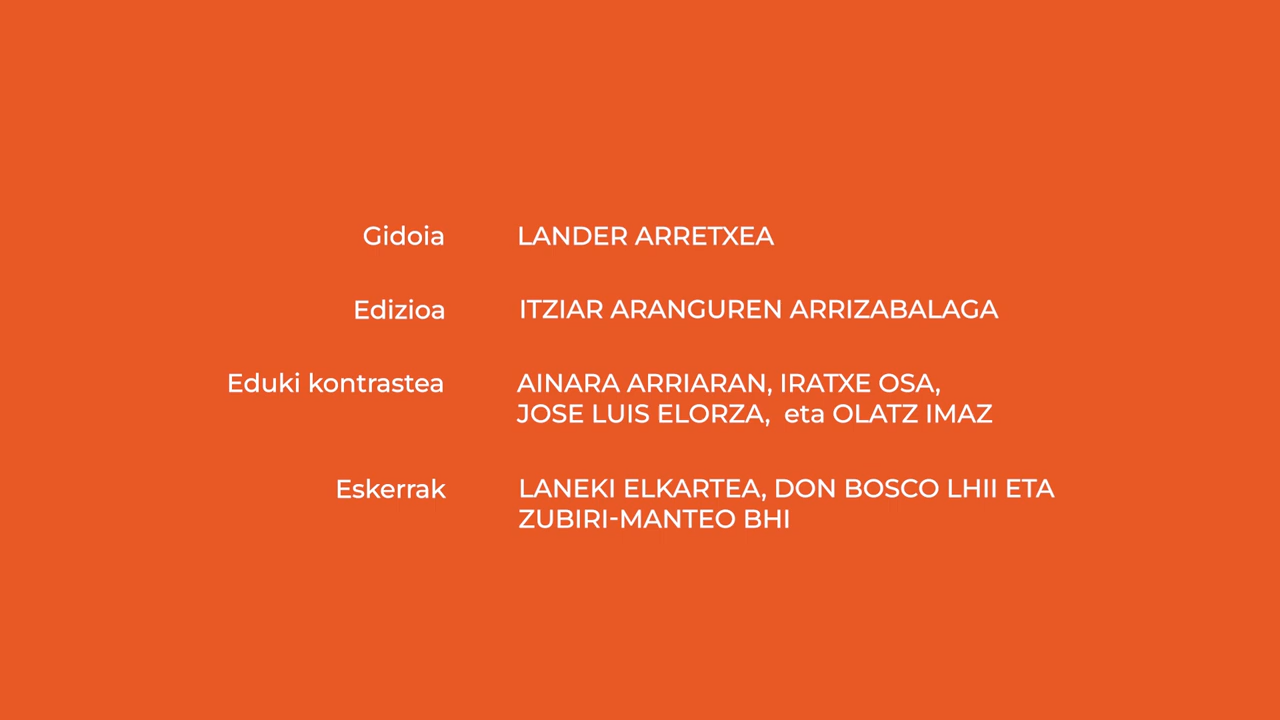 Gidoia LANDER ARRETXEA
Edizioa ITZIAR ARANGUREN ARRIZABALAGA
Eduki kontrastea AINARA ARRIARAN, IRATXE OSA,
JOSE LUIS ELORZA, eta OLATZ IMAZ
Eskerrak LANEKI ELKARTEA, DON BOSCO LHII ETA
ZUBIRI-MANTEO BHI